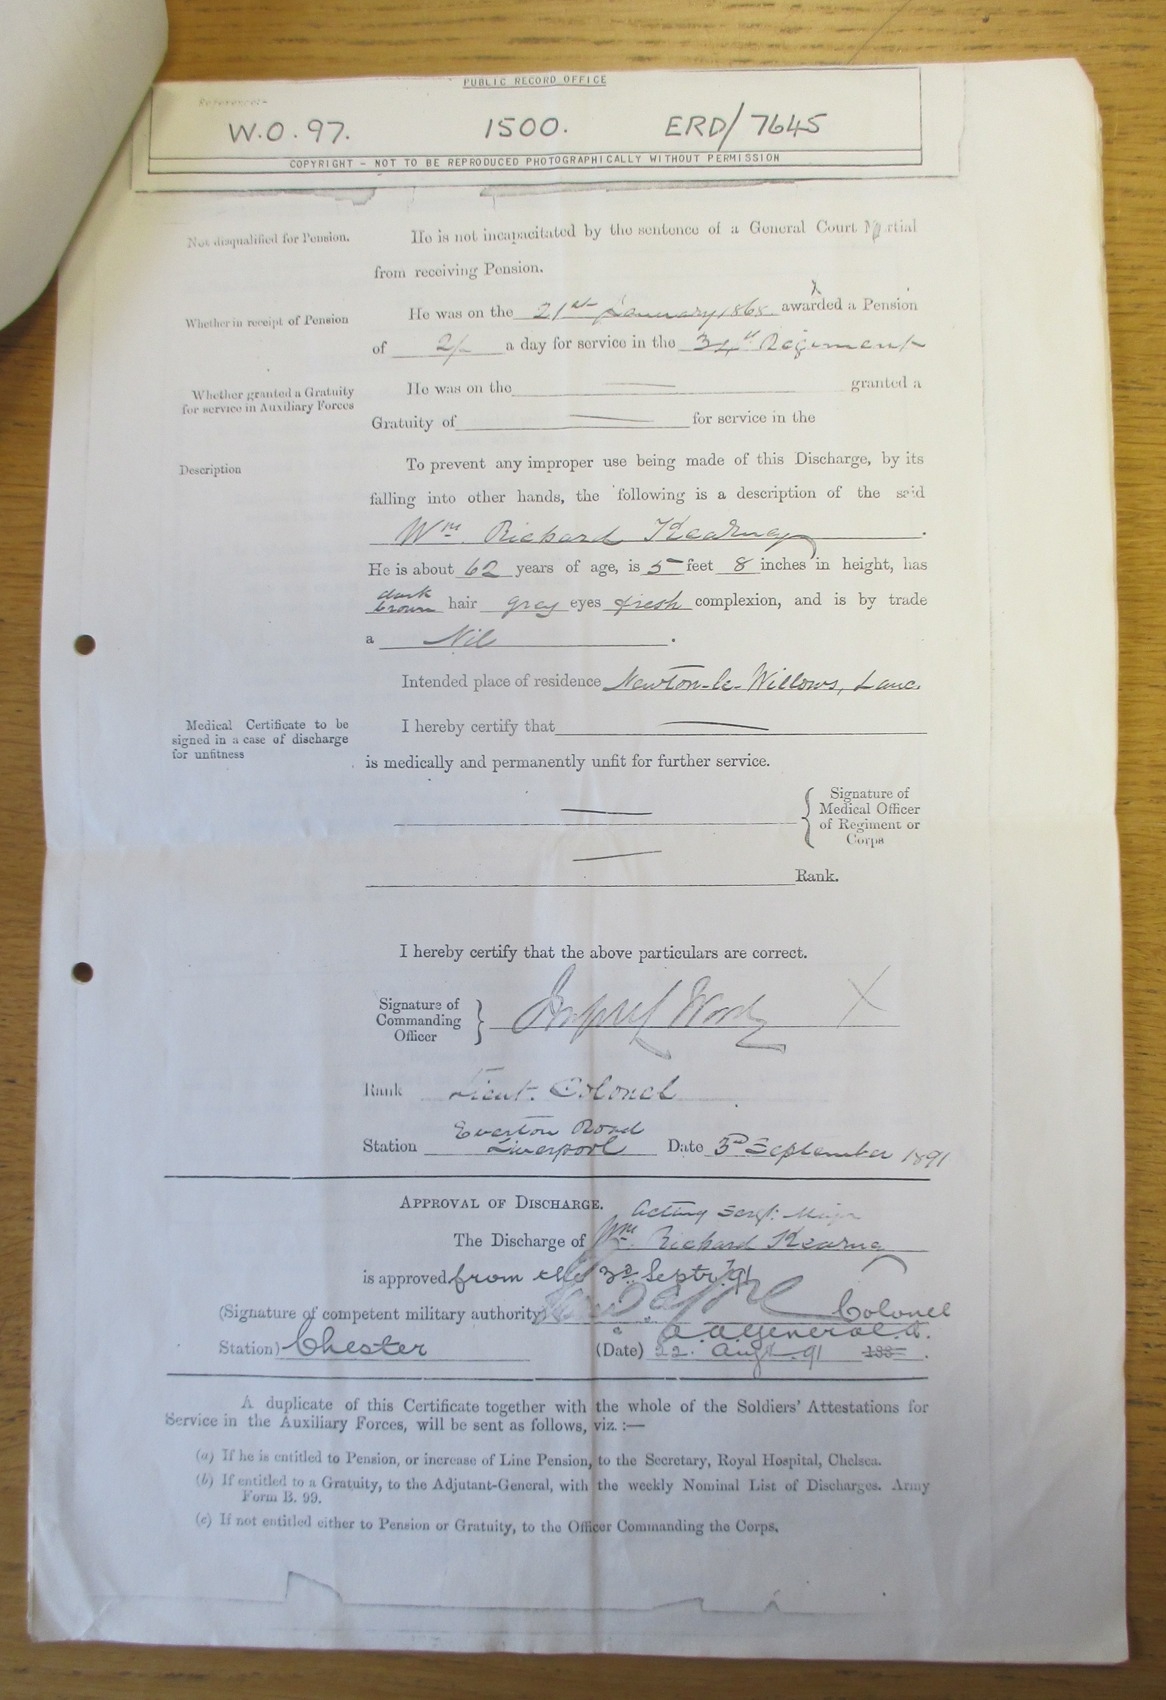 PUBLIC RECORD OFFICE
Reference:-
W.O. 97. 1500. ERD/7645
COPYRIGHT - NOT TO BE REPRODUCED PHOTOGRAPHICALLY WITHOUT PERMISSION
Not disqualified for Pension. He is not incapacitated by the sentence of a General Court Martial
from receiving Pension.
Whether in receipt of Pension He was on the 21st January 1865 awarded a Pension
of 2/- a day for service in the 34th Regiment
Whether granted a Gratuity for service in Auxiliary Forces He was on the granted a
Gratuity of for service in the
Description To prevent any improper use being made of this Discharge, by its
falling into other hands, the following is a description of the said
Wm. Richard Kearney.
He is about 62 years of age, is 5 feet 8 inches in height, has
dark brown hair grey eyes fresh complexion, and is by trade
a Nil.
Intended place of residence Newton-le-Willows, Lanc.
Medical Certificate to be signed in a case of discharge for unfitness I hereby certify that
is medically and permanently unfit for further service.
Signature of Medical Officer of Regiment or Corps
Rank.
I hereby certify that the above particulars are correct.
Signature of Commanding Officer
Rank Lieut. Colonel
Station Everton Road Liverpool Date 3rd September 1891
APPROVAL OF DISCHARGE. Acting Sergt. Major
The Discharge of Wm. Richard Kearney
is approved from the 3rd Septr. /91
(Signature of competent military authority) Colonel
A.A. General
Station) Chester (Date) 22. Augt. 91 188 .
A duplicate of this Certificate together with the whole of the Soldiers' Attestations for
Service in the Auxiliary Forces, will be sent as follows, viz.:—
(a) If he is entitled to Pension, or increase of Line Pension, to the Secretary, Royal Hospital, Chelsea.
(b) If entitled to a Gratuity, to the Adjutant-General, with the weekly Nominal List of Discharges. Army
Form B. 99.
(c) If not entitled either to Pension or Gratuity, to the Officer Commanding the Corps.